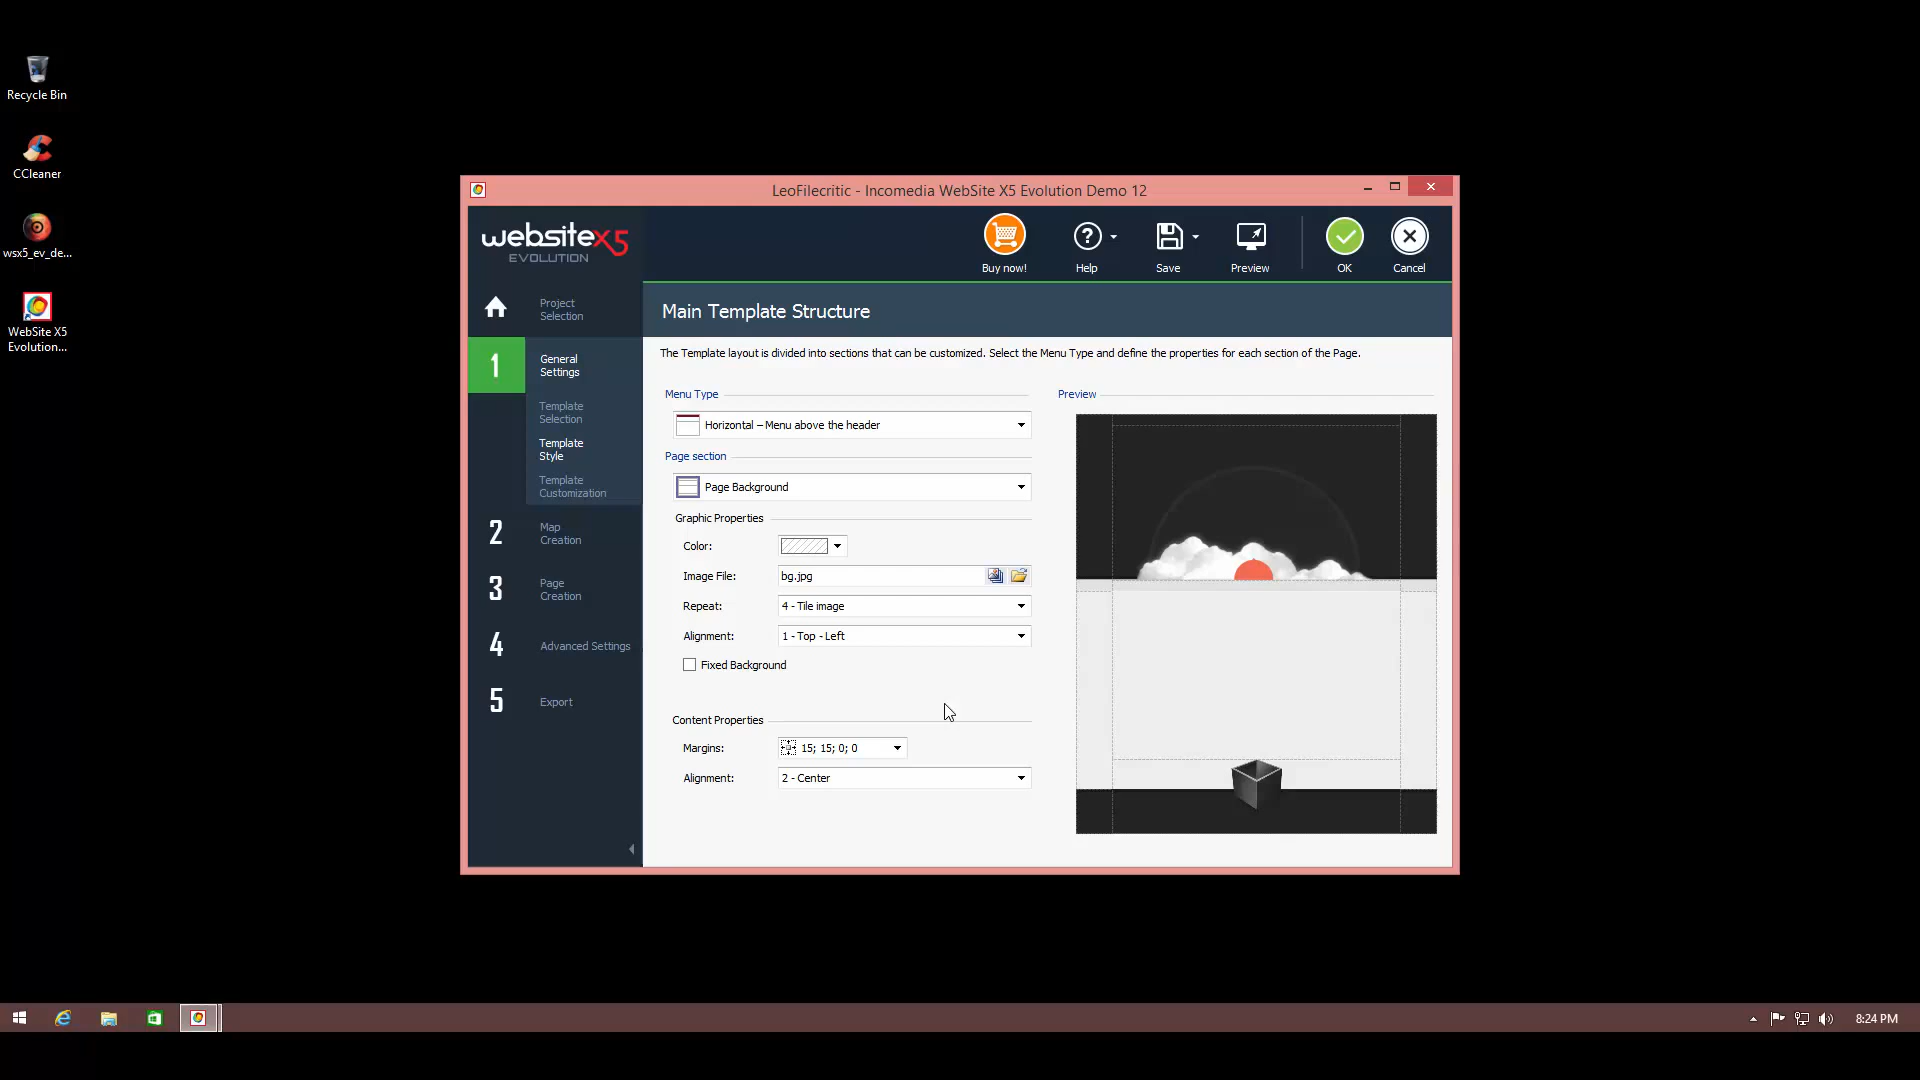 Recycle Bin
CCleaner
wsx5_ev_de...
WebSite X5
Evolution...
LeoFilecritic - Incomedia WebSite X5 Evolution Demo 12
websitex5
EVOLUTION
Buy now!
Help
Save
Preview
OK
Cancel
Project
Selection
1
General
Settings
Template
Selection
Template
Style
Template
Customization
2
Map
Creation
3
Page
Creation
4
Advanced Settings
5
Export
Main Template Structure
The Template layout is divided into sections that can be customized. Select the Menu Type and define the properties for each section of the Page.
Menu Type
Horizontal – Menu above the header
Page section
Page Background
Graphic Properties
Color:
Image File: bg.jpg
Repeat: 4 - Tile image
Alignment: 1 - Top - Left
Fixed Background
Content Properties
Margins: 15; 15; 0; 0
Alignment: 2 - Center
Preview
8:24 PM